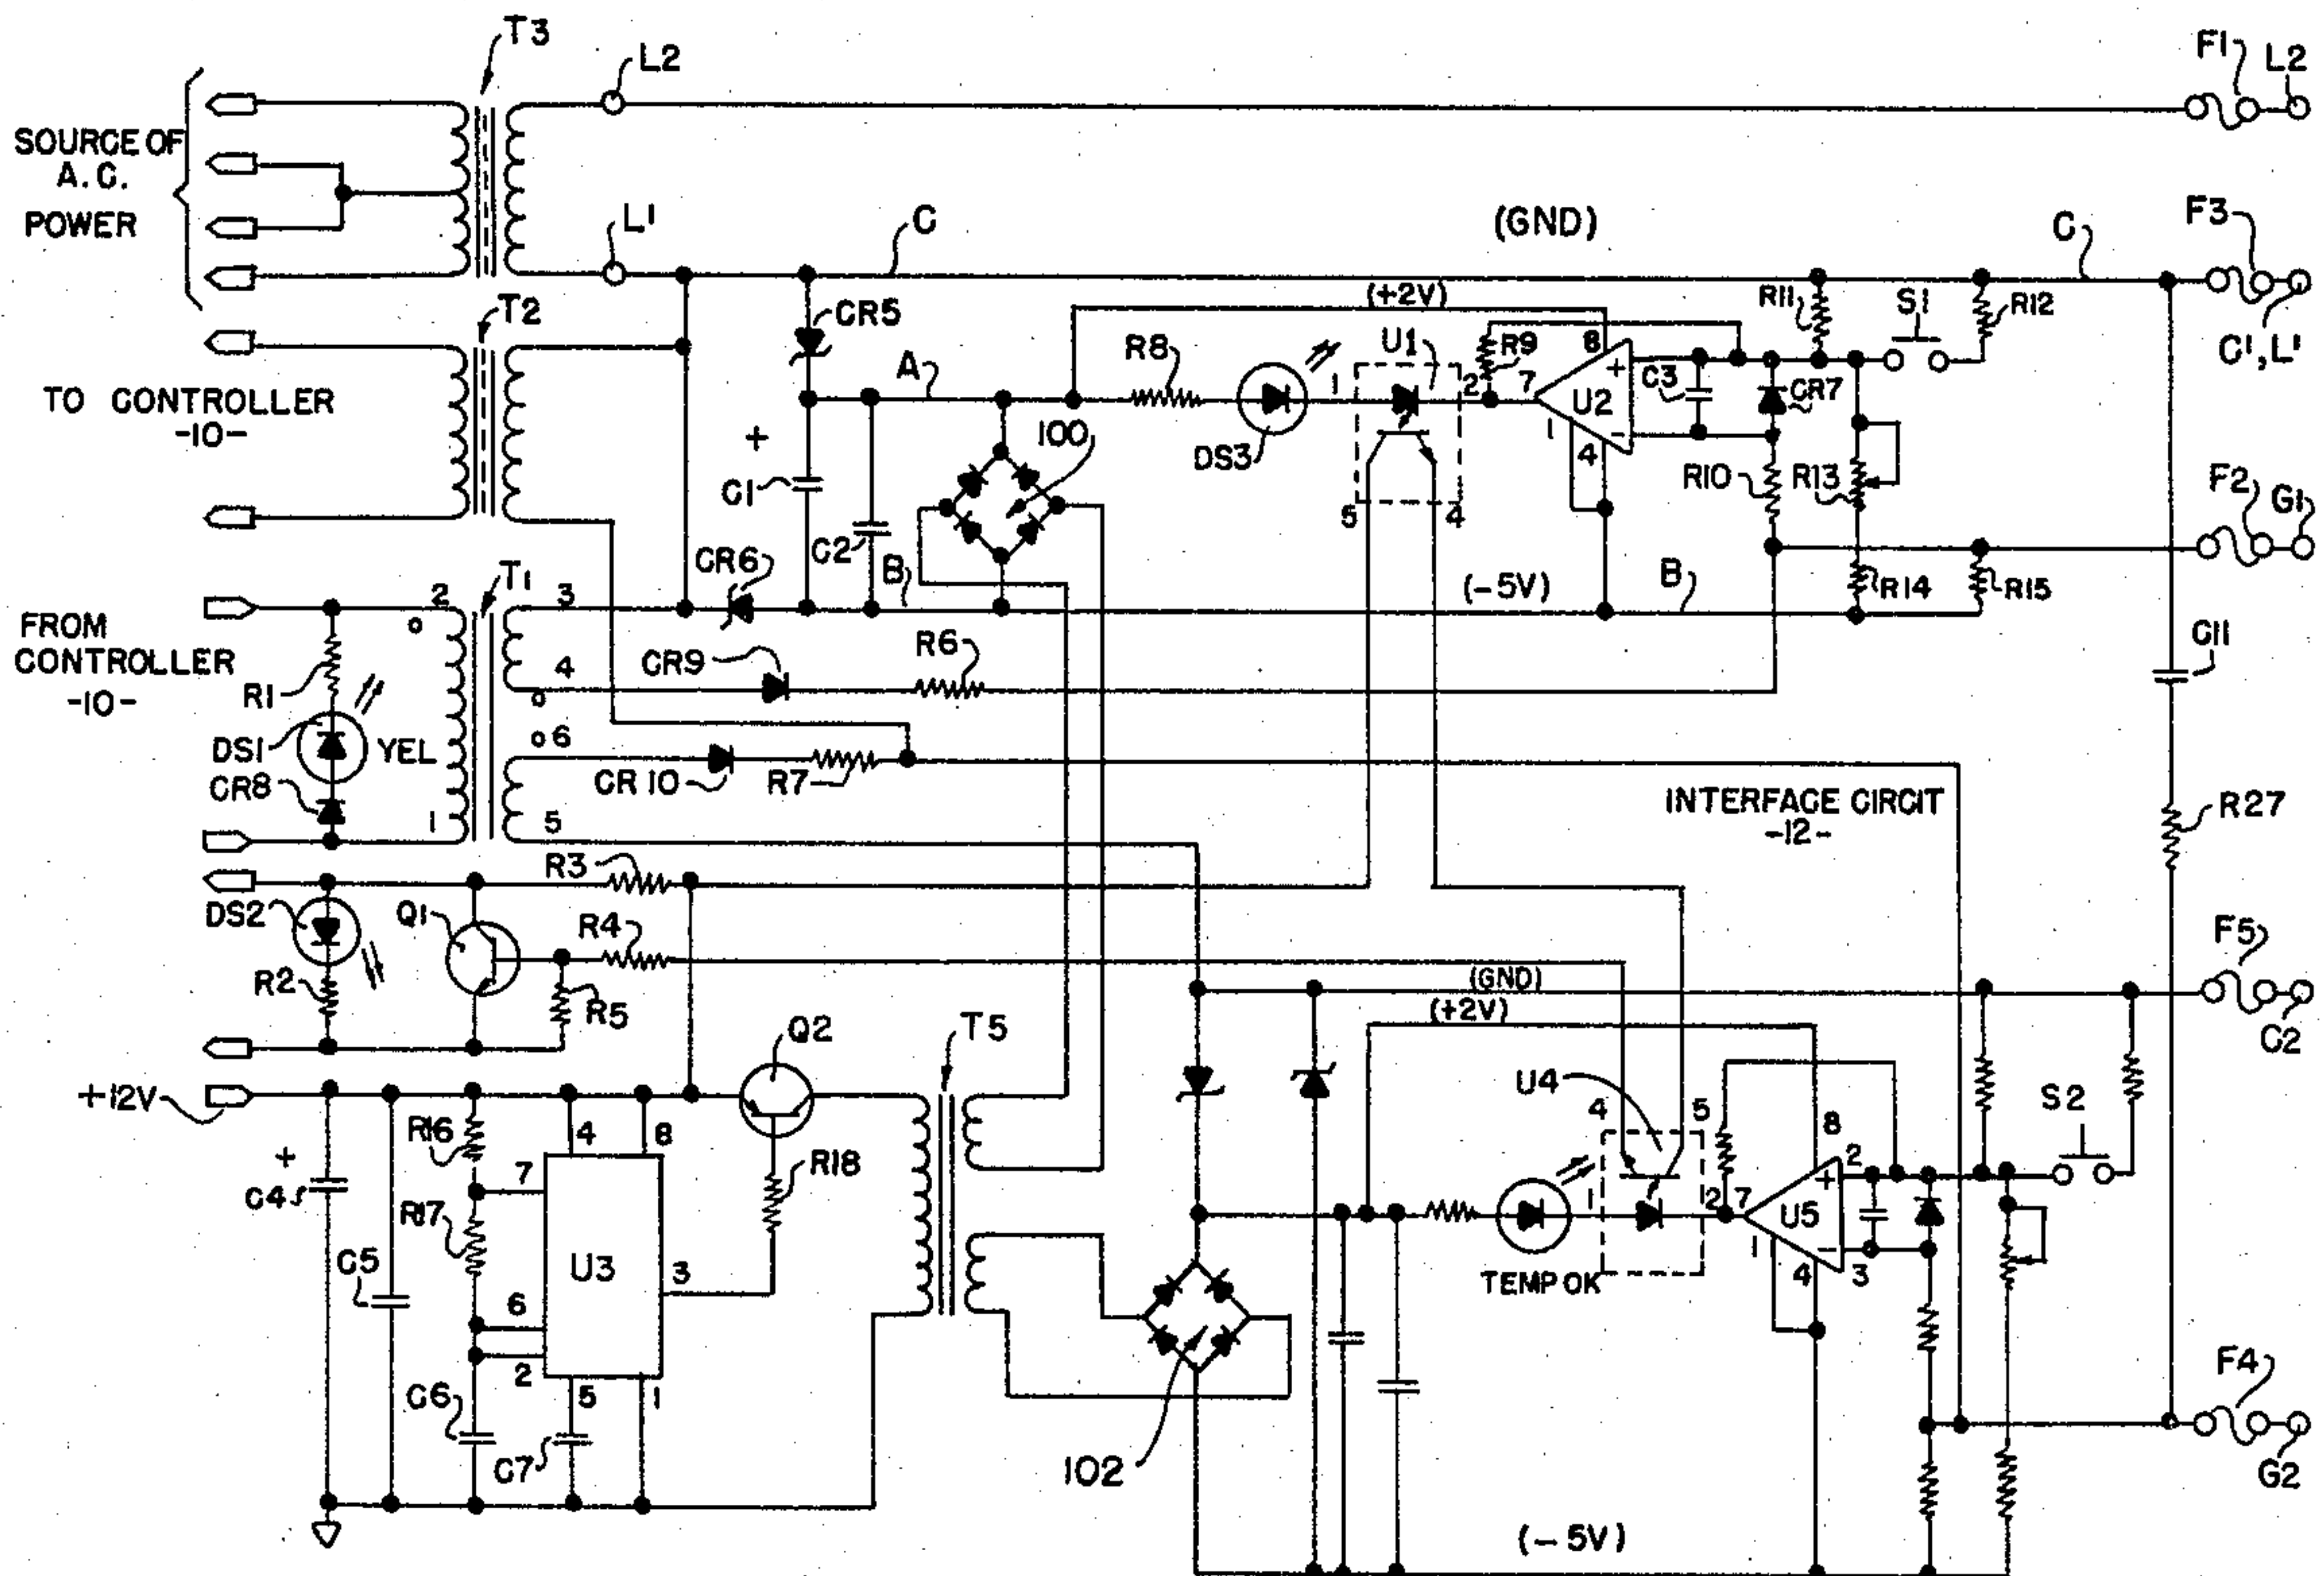 T3
L2
F1
L2
SOURCE OF
A.C.
POWER
L'
C
(GND)
C
F3
C',L'
T2
TO CONTROLLER
-10-
CR5
(+2V)
R11
S1
R12
A
R8
U1
R9
8
+
1
2
7
U2
C3
CR7
+
C1
C2
100
DS3
1
4
-
R10
R13
5
4
F2
G1
CR6
B
(-5V)
B
R14
R15
FROM
CONTROLLER
-10-
2
T1
3
4
CR9
R6
C11
R1
DS1
YEL
CR8
6
CR10
R7
1
5
INTERFACE CIRCIT
-12-
R27
R3
DS2
Q1
R4
R2
R5
(GND)
(+2V)
F5
C2
Q2
T5
+12V
U4
4
5
8
S2
R16
4
8
+
C4
7
R18
2
+
R17
1
2
7
U5
C5
U3
3
1
4
-
3
TEMP OK
6
2
C6
5
1
C7
102
F4
G2
(-5V)